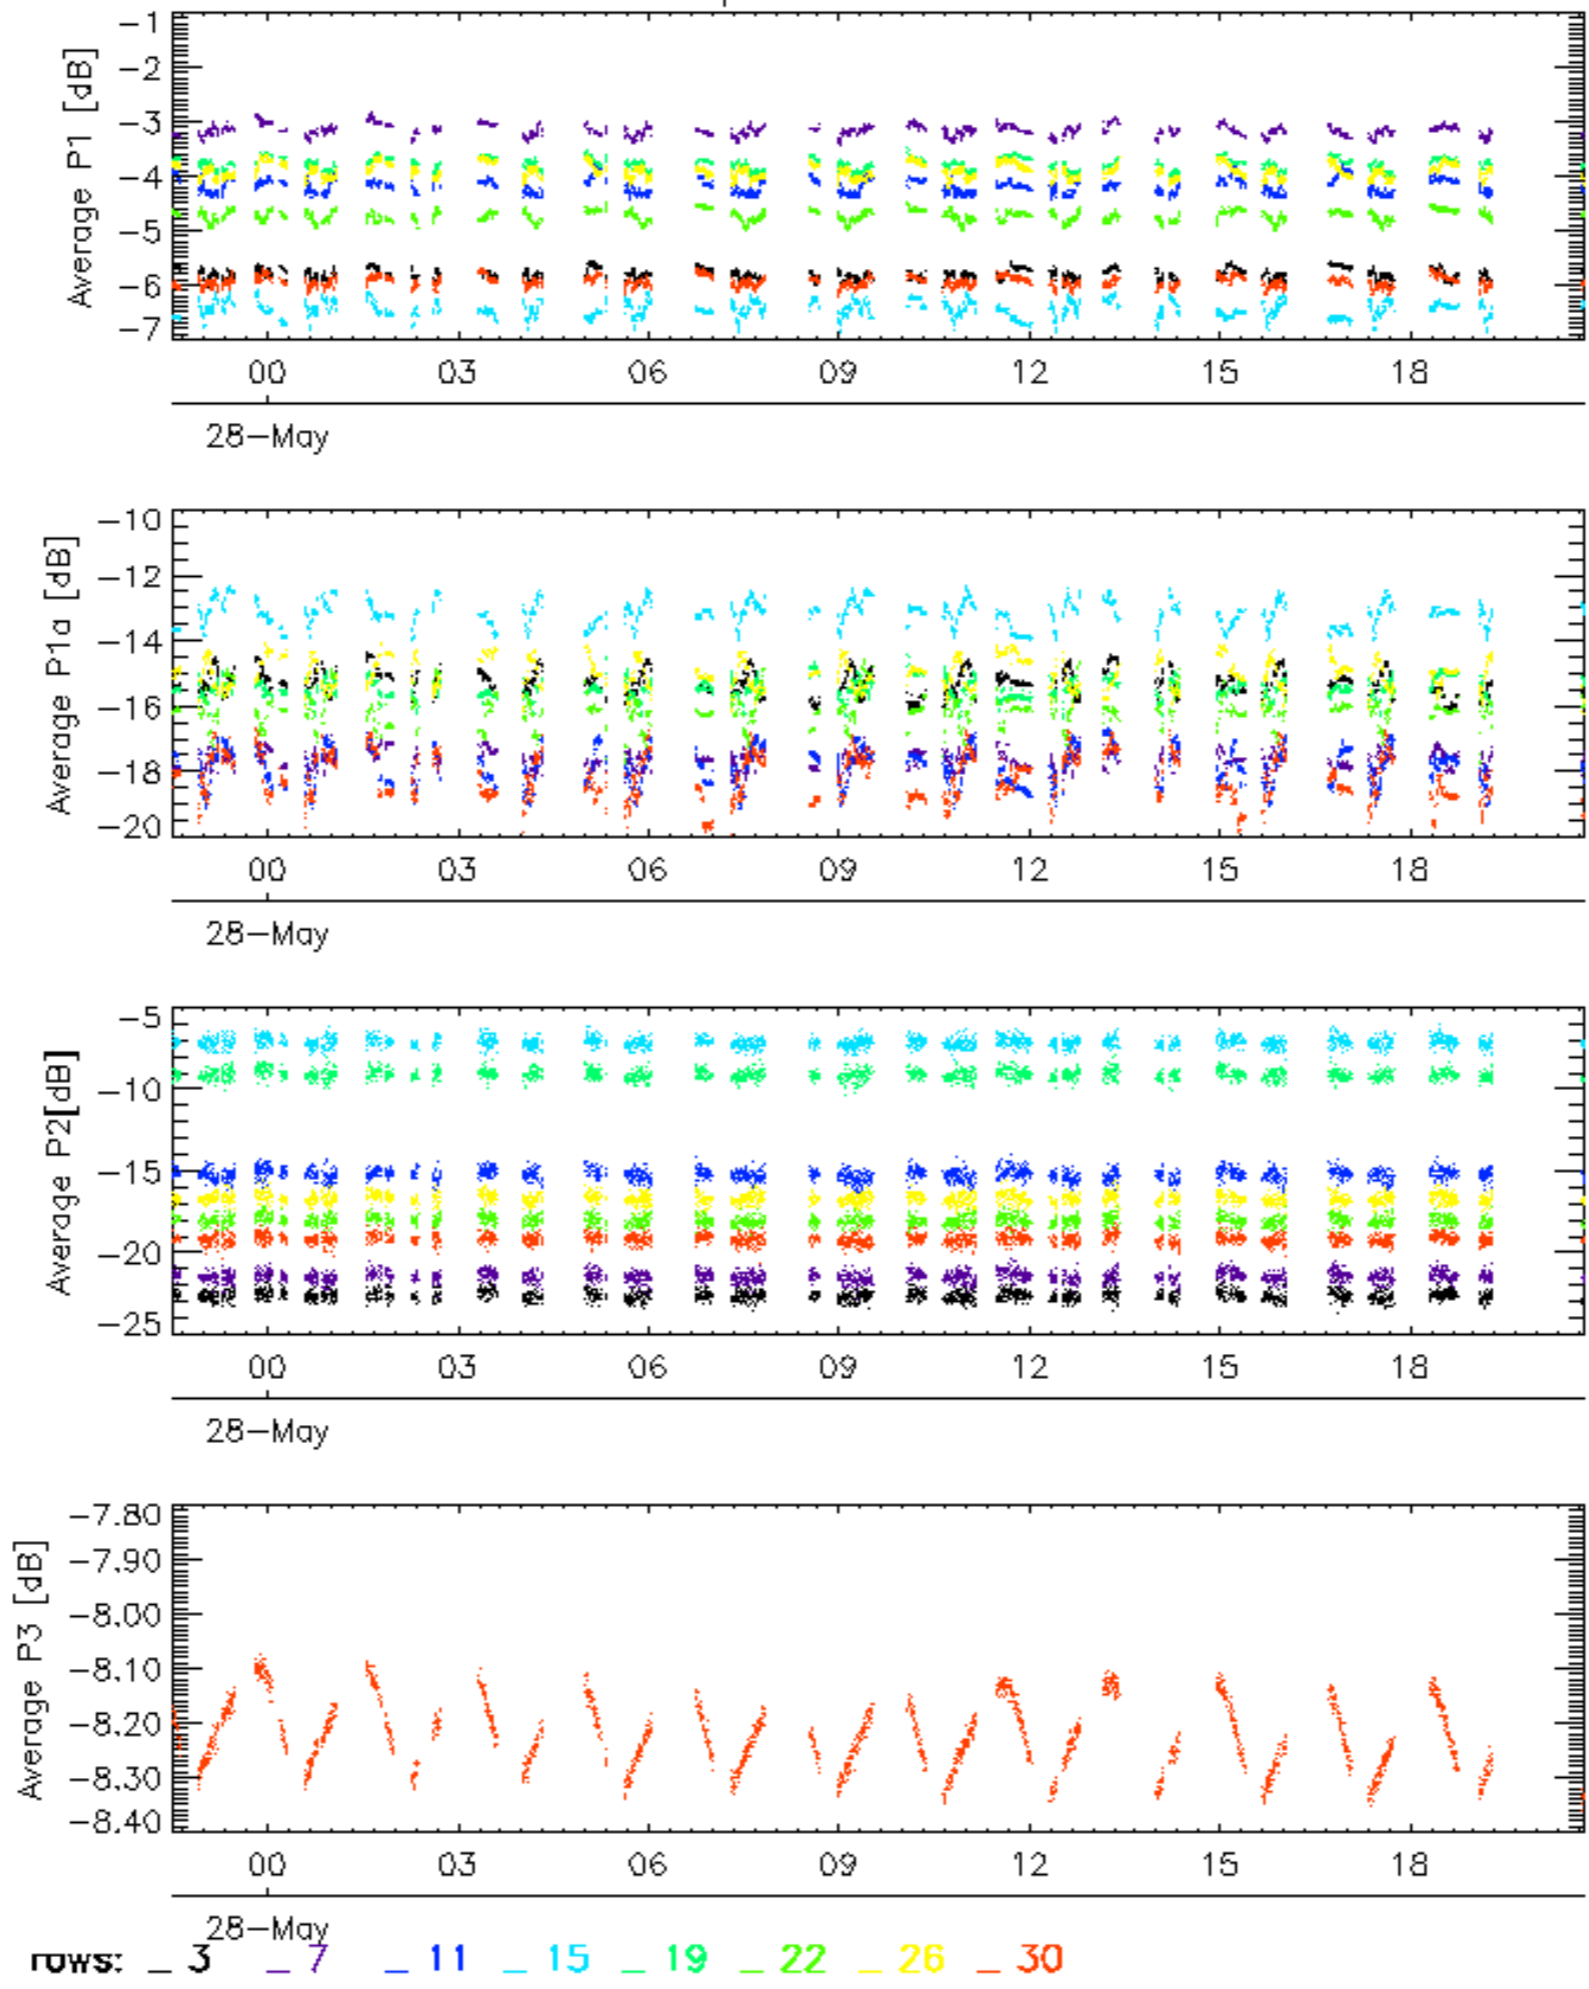 Average P1 [dB]
-1
-2
-3
-4
-5
-6
-7
00 03 06 09 12 15 18
28-May
Average P1a [dB]
-10
-12
-14
-16
-18
-20
00 03 06 09 12 15 18
28-May
Average P2[dB]
-5
-10
-15
-20
-25
00 03 06 09 12 15 18
28-May
Average P3 [dB]
-7.80
-7.90
-8.00
-8.10
-8.20
-8.30
-8.40
00 03 06 09 12 15 18
28-May
rows: _ 3 _ 7 _ 11 _ 15 _ 19 _ 22 _ 26 _ 30